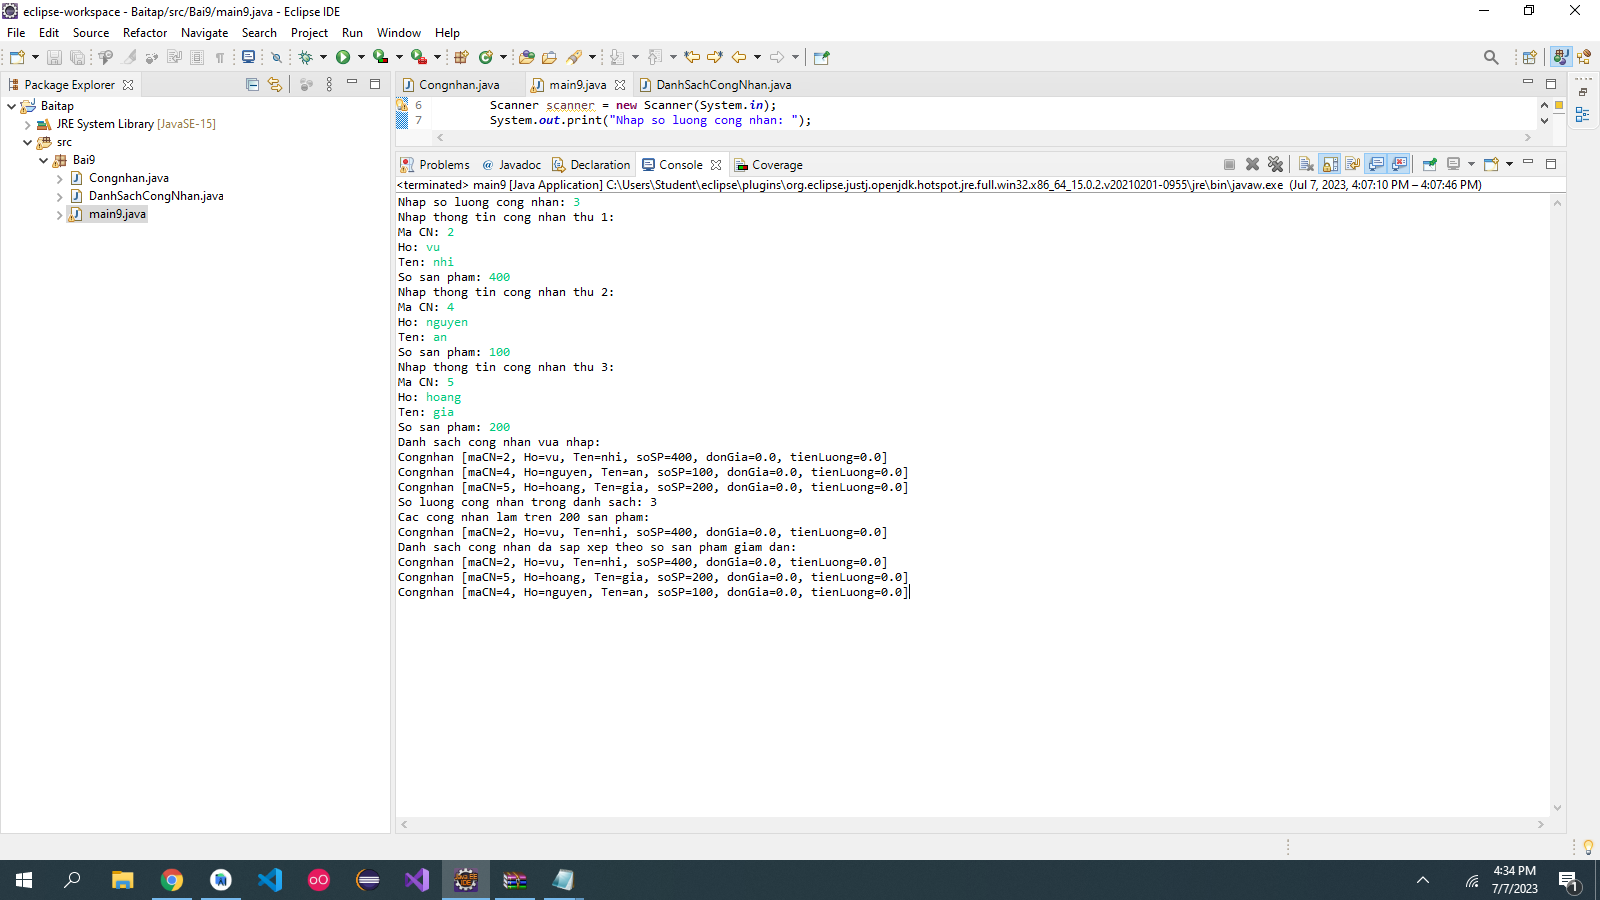 eclipse-workspace - Baitap/src/Bai9/main9.java - Eclipse IDE
File Edit Source Refactor Navigate Search Project Run Window Help
Package Explorer
Baitap
JRE System Library [JavaSE-15]
src
Bai9
Congnhan.java
DanhSachCongNhan.java
main9.java
Congnhan.java main9.java DanhSachCongNhan.java
6 Scanner scanner = new Scanner(System.in);
7 System.out.print("Nhap so luong cong nhan: ");
Problems @ Javadoc Declaration Console Coverage
<terminated> main9 [Java Application] C:\Users\Student\eclipse\plugins\org.eclipse.justj.openjdk.hotspot.jre.full.win32.x86_64_15.0.2.v20210201-0955\jre\bin\javaw.exe (Jul 7, 2023, 4:07:10 PM – 4:07:46 PM)
Nhap so luong cong nhan: 3
Nhap thong tin cong nhan thu 1:
Ma CN: 2
Ho: vu
Ten: nhi
So san pham: 400
Nhap thong tin cong nhan thu 2:
Ma CN: 4
Ho: nguyen
Ten: an
So san pham: 100
Nhap thong tin cong nhan thu 3:
Ma CN: 5
Ho: hoang
Ten: gia
So san pham: 200
Danh sach cong nhan vua nhap:
Congnhan [maCN=2, Ho=vu, Ten=nhi, soSP=400, donGia=0.0, tienLuong=0.0]
Congnhan [maCN=4, Ho=nguyen, Ten=an, soSP=100, donGia=0.0, tienLuong=0.0]
Congnhan [maCN=5, Ho=hoang, Ten=gia, soSP=200, donGia=0.0, tienLuong=0.0]
So luong cong nhan trong danh sach: 3
Cac cong nhan lam tren 200 san pham:
Congnhan [maCN=2, Ho=vu, Ten=nhi, soSP=400, donGia=0.0, tienLuong=0.0]
Danh sach cong nhan da sap xep theo so san pham giam dan:
Congnhan [maCN=2, Ho=vu, Ten=nhi, soSP=400, donGia=0.0, tienLuong=0.0]
Congnhan [maCN=5, Ho=hoang, Ten=gia, soSP=200, donGia=0.0, tienLuong=0.0]
Congnhan [maCN=4, Ho=nguyen, Ten=an, soSP=100, donGia=0.0, tienLuong=0.0]
4:34 PM
7/7/2023
1